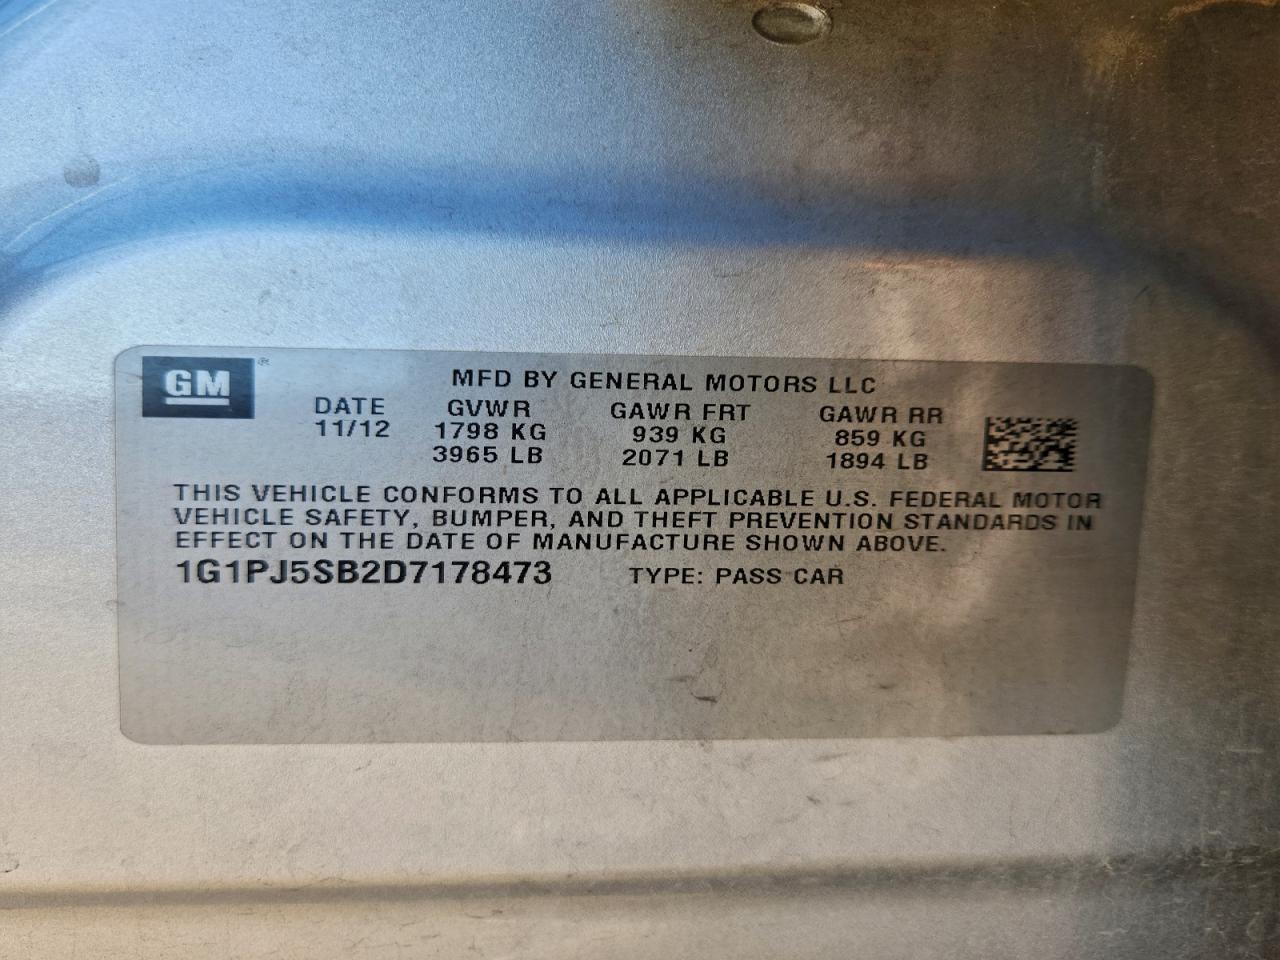 GM ®
MFD BY GENERAL MOTORS LLC
DATE GVWR GAWR FRT GAWR RR
11/12 1798 KG 939 KG 859 KG
3965 LB 2071 LB 1894 LB
THIS VEHICLE CONFORMS TO ALL APPLICABLE U.S. FEDERAL MOTOR
VEHICLE SAFETY, BUMPER, AND THEFT PREVENTION STANDARDS IN
EFFECT ON THE DATE OF MANUFACTURE SHOWN ABOVE.
1G1PJ5SB2D7178473 TYPE: PASS CAR